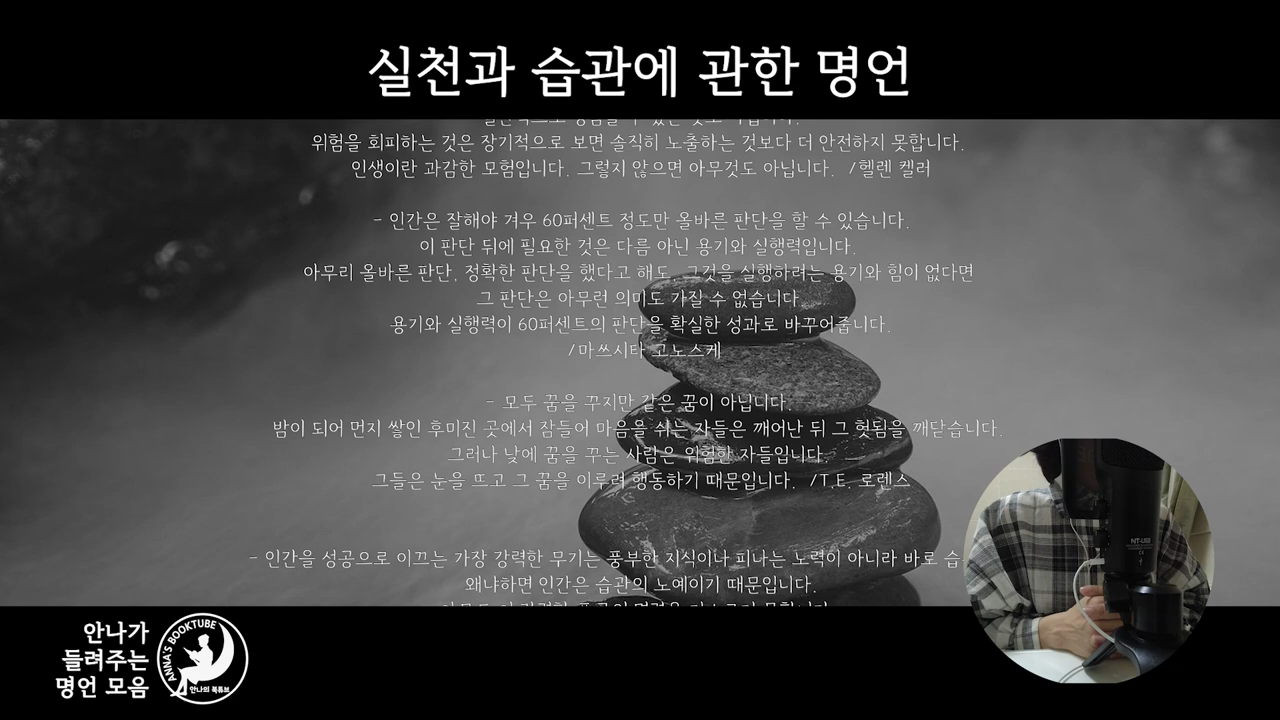 실천과 습관에 관한 명언
위험을 회피하는 것은 장기적으로 보면 솔직히 노출하는 것보다 더 안전하지 못합니다.
인생이란 과감한 모험입니다. 그렇지 않으면 아무것도 아닙니다. /헬렌 켈러
- 인간은 잘해야 겨우 60퍼센트 정도만 올바른 판단을 할 수 있습니다.
이 판단 뒤에 필요한 것은 다름 아닌 용기와 실행력입니다.
아무리 올바른 판단, 정확한 판단을 했다고 해도, 그것을 실행하려는 용기와 힘이 없다면
그 판단은 아무런 의미도 가질 수 없습니다
용기와 실행력이 60퍼센트의 판단을 확실한 성과로 바꾸어줍니다.
/마쓰시타 고노스케
- 모두 꿈을 꾸지만 같은 꿈이 아닙니다.
밤이 되어 먼지 쌓인 후미진 곳에서 잠들어 마음을 쉬는 자들은 깨어난 뒤 그 헛됨을 깨닫습니다.
그러나 낮에 꿈을 꾸는 사람은 위험한 자들입니다.
그들은 눈을 뜨고 그 꿈을 이루려 행동하기 때문입니다. /T.E. 로렌스
- 인간을 성공으로 이끄는 가장 강력한 무기는 풍부한 지식이나 피나는 노력이 아니라 바로 습
왜냐하면 인간은 습관의 노예이기 때문입니다.
NT-USB
안나가
들려주는
명언 모음
ANNA'S BOOKTUBE
안나의 북튜브